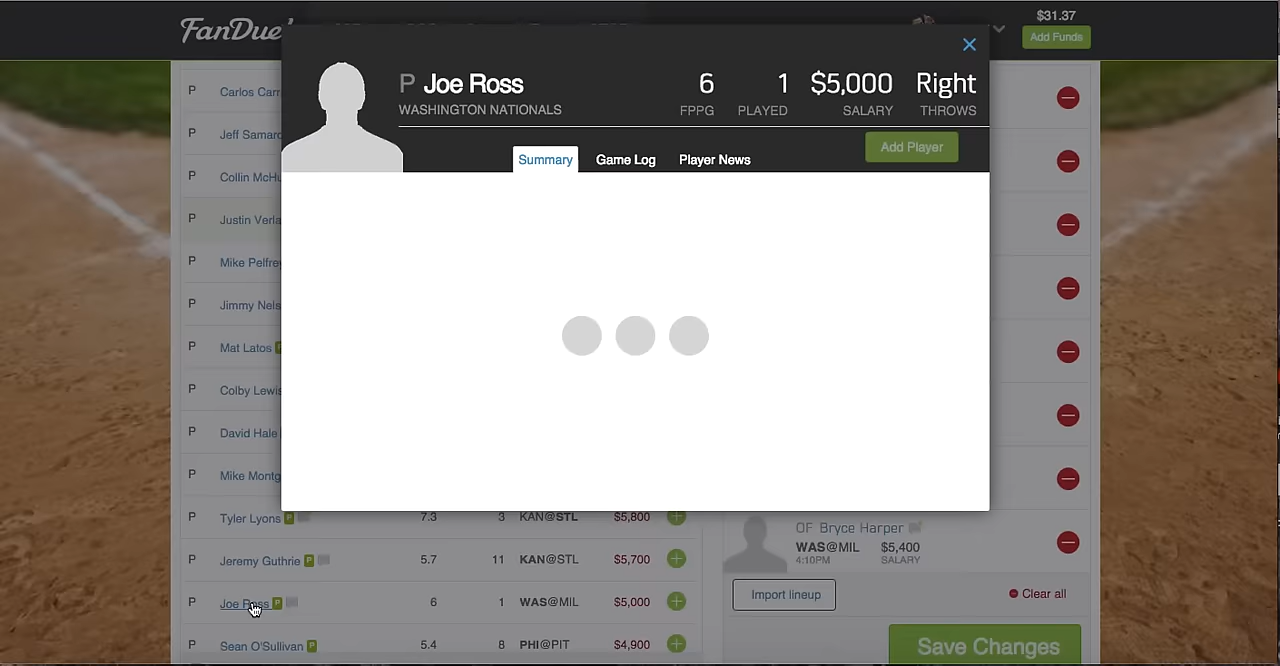 FanDue
$31.37
Add Funds
P Joe Ross
WASHINGTON NATIONALS
6 FPPG
1 PLAYED
$5,000 SALARY
Right THROWS
Add Player
Summary Game Log Player News
P Carlos Carr
P Jeff Samard
P Collin McHu
P Justin Verla
P Mike Pelfrey
P Jimmy Nels
P Mat Latos P
P Colby Lewis
P David Hale
P Mike Montg
P Tyler Lyons P 7.3 3 KAN@STL $5,800
P Jeremy Guthrie P 5.7 11 KAN@STL $5,700
P Joe Ross P 6 1 WAS@MIL $5,000
P Sean O'Sullivan P 5.4 8 PHI@PIT $4,900
OF Bryce Harper
WAS@MIL $5,400
4:10PM SALARY
Import lineup
Clear all
Save Changes